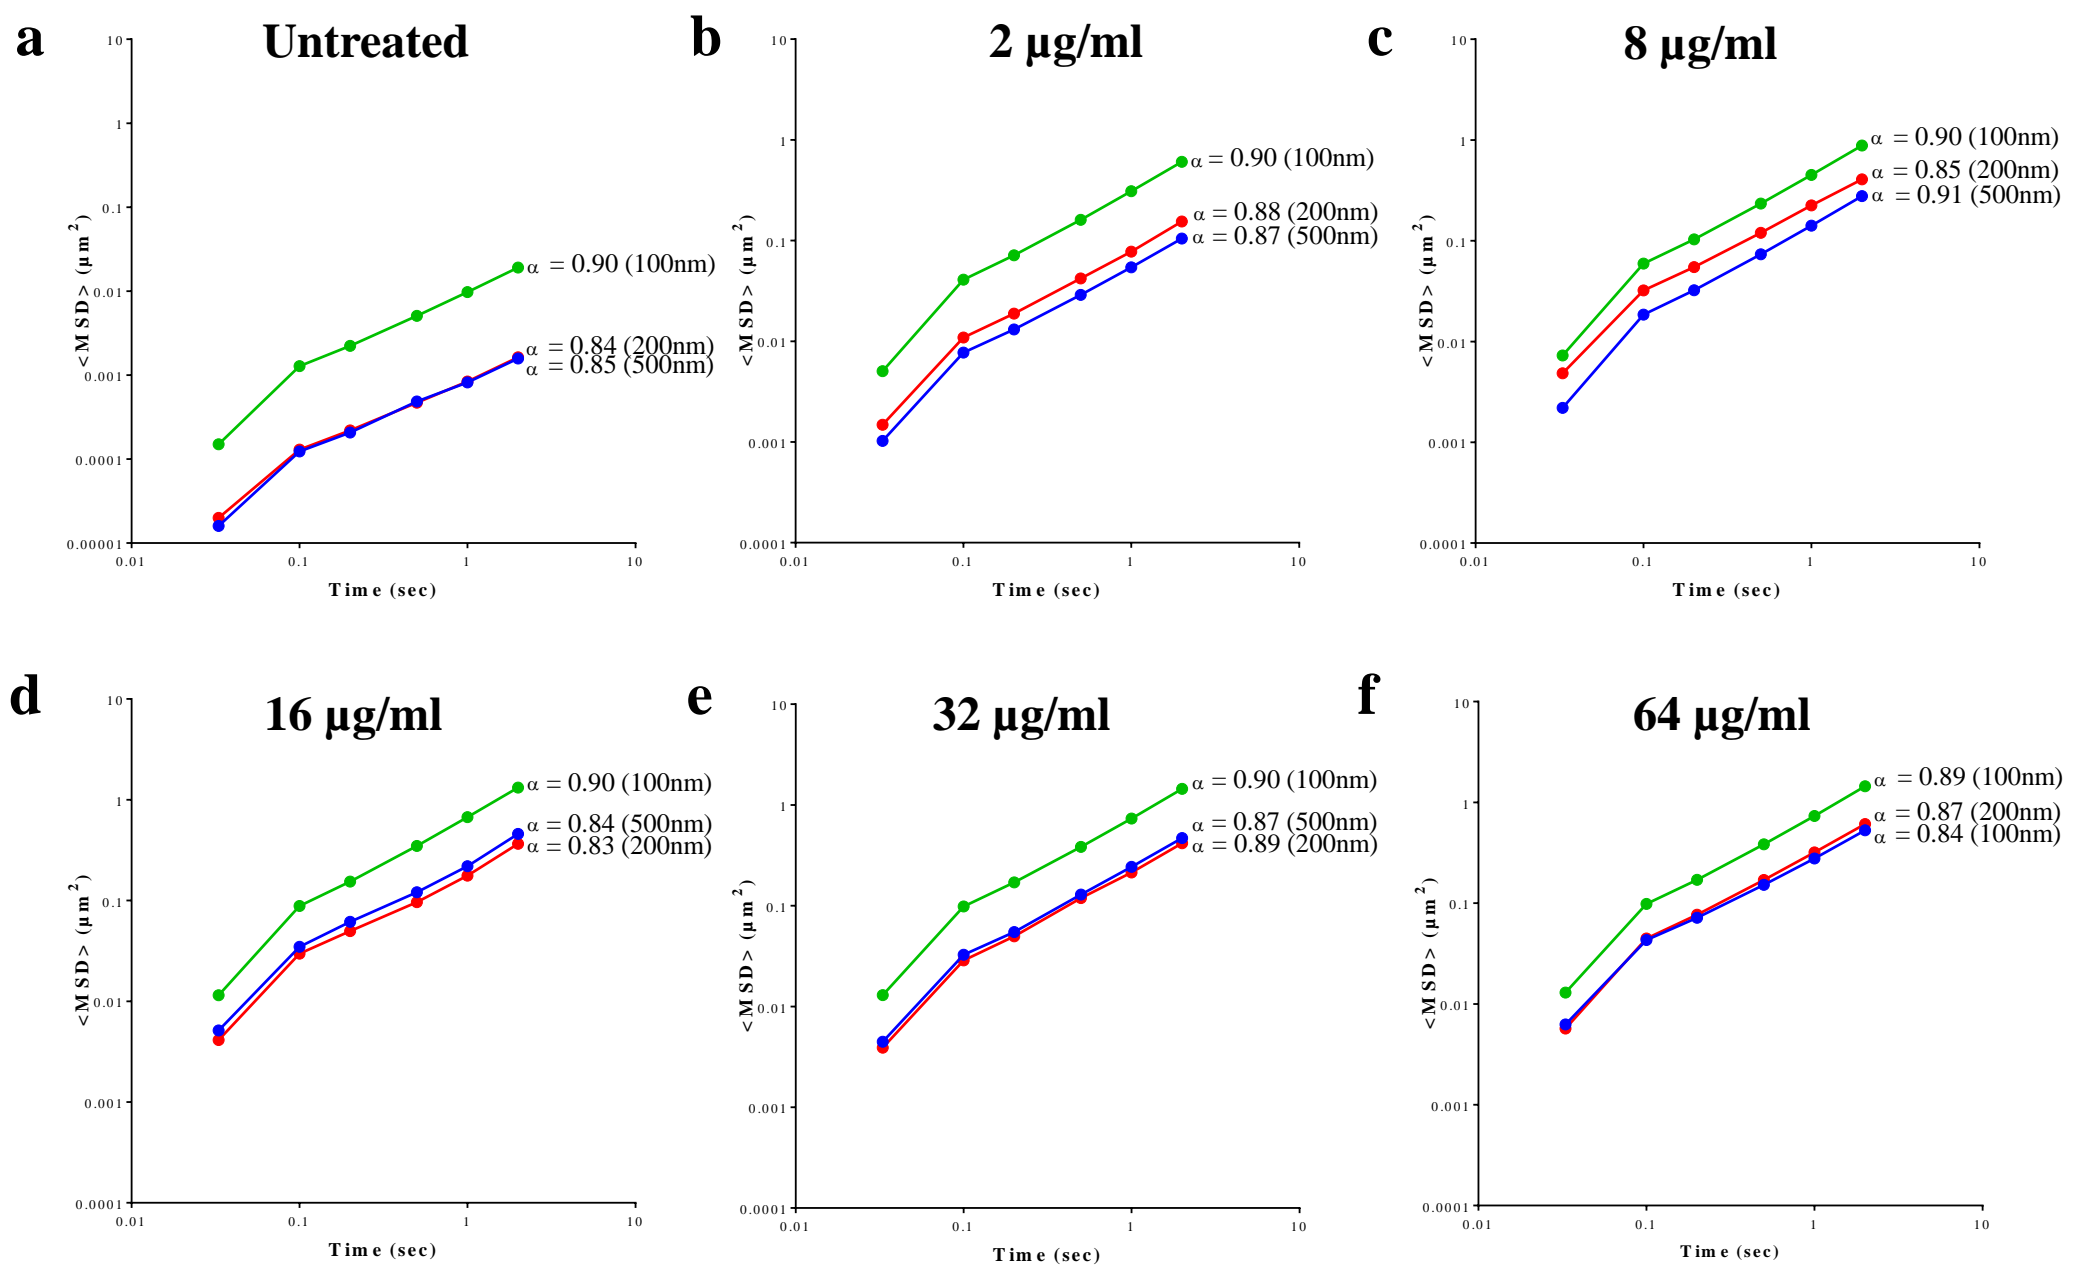 a
Untreated
10
1
0.1
0.01
0.001
0.0001
0.00001
<MSD> (µm²)
α = 0.90 (100nm)
α = 0.84 (200nm)
α = 0.85 (500nm)
0.01
0.1
1
10
Time (sec)
b
2 µg/ml
10
1
0.1
0.01
0.001
0.0001
<MSD> (µm²)
α = 0.90 (100nm)
α = 0.88 (200nm)
α = 0.87 (500nm)
0.01
0.1
1
10
Time (sec)
c
8 µg/ml
10
1
0.1
0.01
0.001
0.0001
<MSD> (µm²)
α = 0.90 (100nm)
α = 0.85 (200nm)
α = 0.91 (500nm)
0.01
0.1
1
10
Time (sec)
d
16 µg/ml
10
1
0.1
0.01
0.001
0.0001
<MSD> (µm²)
α = 0.90 (100nm)
α = 0.84 (500nm)
α = 0.83 (200nm)
0.01
0.1
1
10
Time (sec)
e
32 µg/ml
10
1
0.1
0.01
0.001
0.0001
<MSD> (µm²)
α = 0.90 (100nm)
α = 0.87 (500nm)
α = 0.89 (200nm)
0.01
0.1
1
10
Time (sec)
f
64 µg/ml
10
1
0.1
0.01
0.001
0.0001
<MSD> (µm²)
α = 0.89 (100nm)
α = 0.87 (200nm)
α = 0.84 (100nm)
0.01
0.1
1
10
Time (sec)